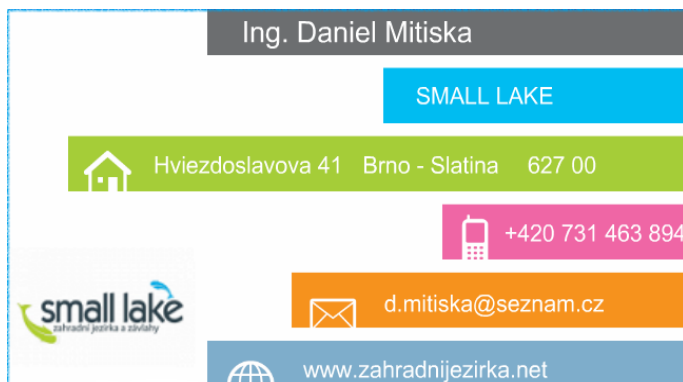 Ing. Daniel Mitiska
SMALL LAKE
Hviezdoslavova 41 Brno - Slatina 627 00
+420 731 463 894
d.mitiska@seznam.cz
www.zahradnijezirka.net
small lake
zahradní jezírka a závlahy